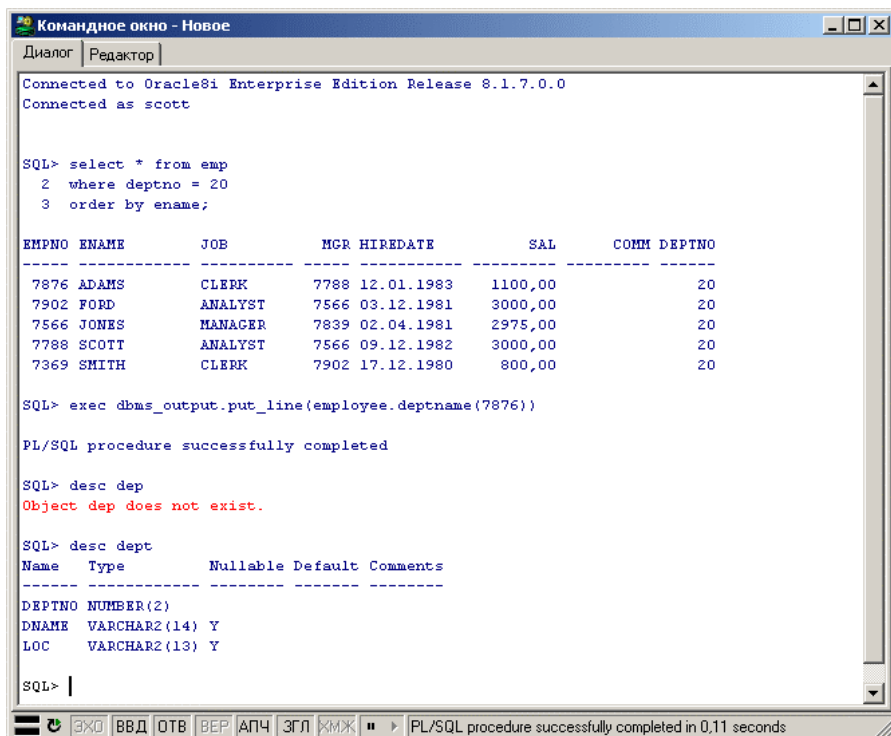 Командное окно - Новое
Диалог Редактор
Connected to Oracle8i Enterprise Edition Release 8.1.7.0.0
Connected as scott
SQL> select * from emp
2 where deptno = 20
3 order by ename;
EMPNO ENAME JOB MGR HIREDATE SAL COMM DEPTNO
----- ------------ ---------- ----- ----------- --------- --------- ------
7876 ADAMS CLERK 7788 12.01.1983 1100,00 20
7902 FORD ANALYST 7566 03.12.1981 3000,00 20
7566 JONES MANAGER 7839 02.04.1981 2975,00 20
7788 SCOTT ANALYST 7566 09.12.1982 3000,00 20
7369 SMITH CLERK 7902 17.12.1980 800,00 20
SQL> exec dbms_output.put_line(employee.deptname(7876))
PL/SQL procedure successfully completed
SQL> desc dep
Object dep does not exist.
SQL> desc dept
Name Type Nullable Default Comments
------ ------------ -------- ------- --------
DEPTNO NUMBER(2)
DNAME VARCHAR2(14) Y
LOC VARCHAR2(13) Y
SQL>
ЭХО ВВД ОТВ ВЕР АПЧ ЗГЛ КМЖ PL/SQL procedure successfully completed in 0,11 seconds